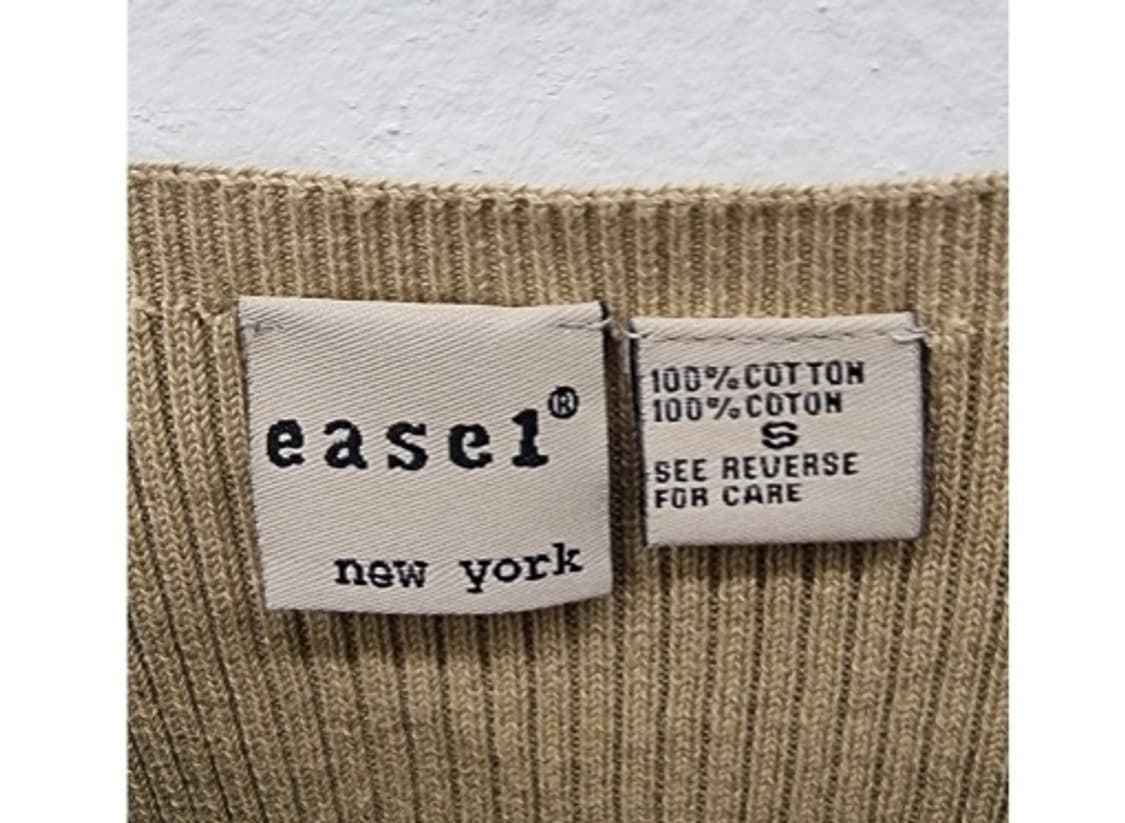 easel®
new york
100% COTTON
100% COTON
S
SEE REVERSE
FOR CARE